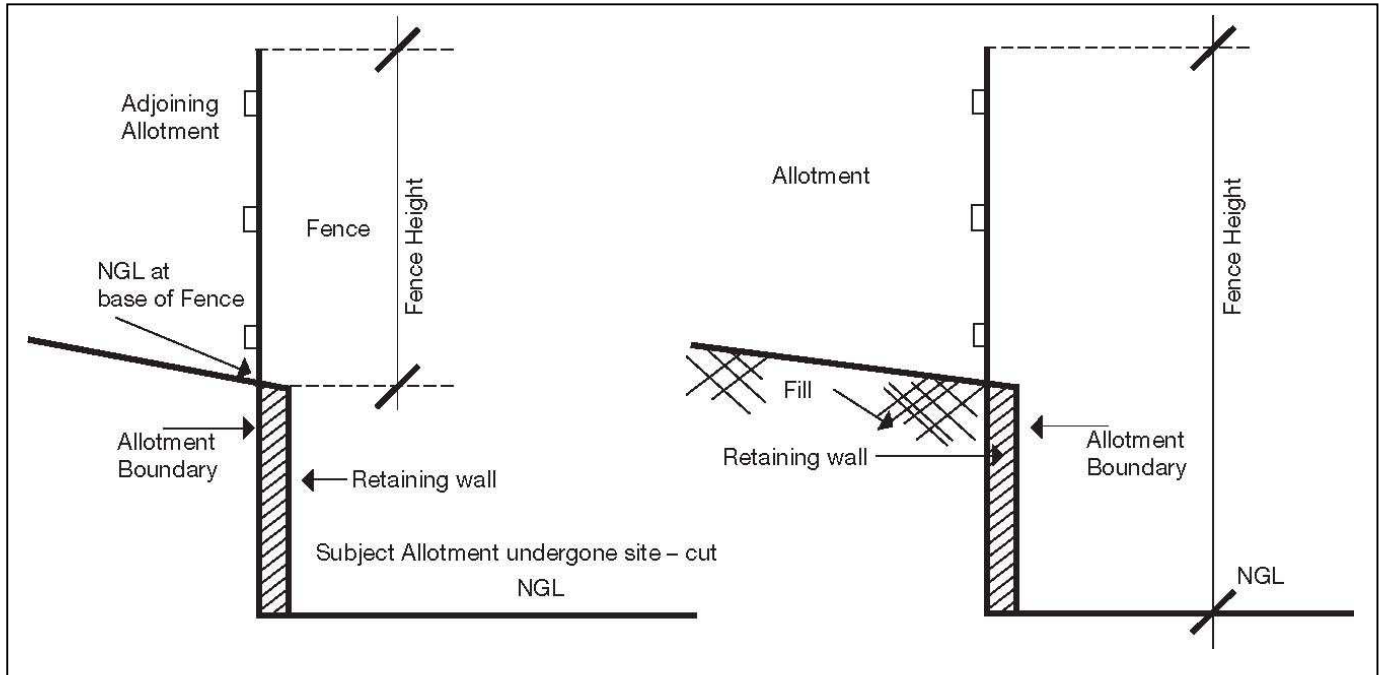 Adjoining
Allotment
Fence
Fence Height
NGL at
base of Fence
Allotment
Boundary
Retaining wall
Subject Allotment undergone site – cut
NGL
Allotment
Fence Height
Fill
Retaining wall
Allotment
Boundary
NGL